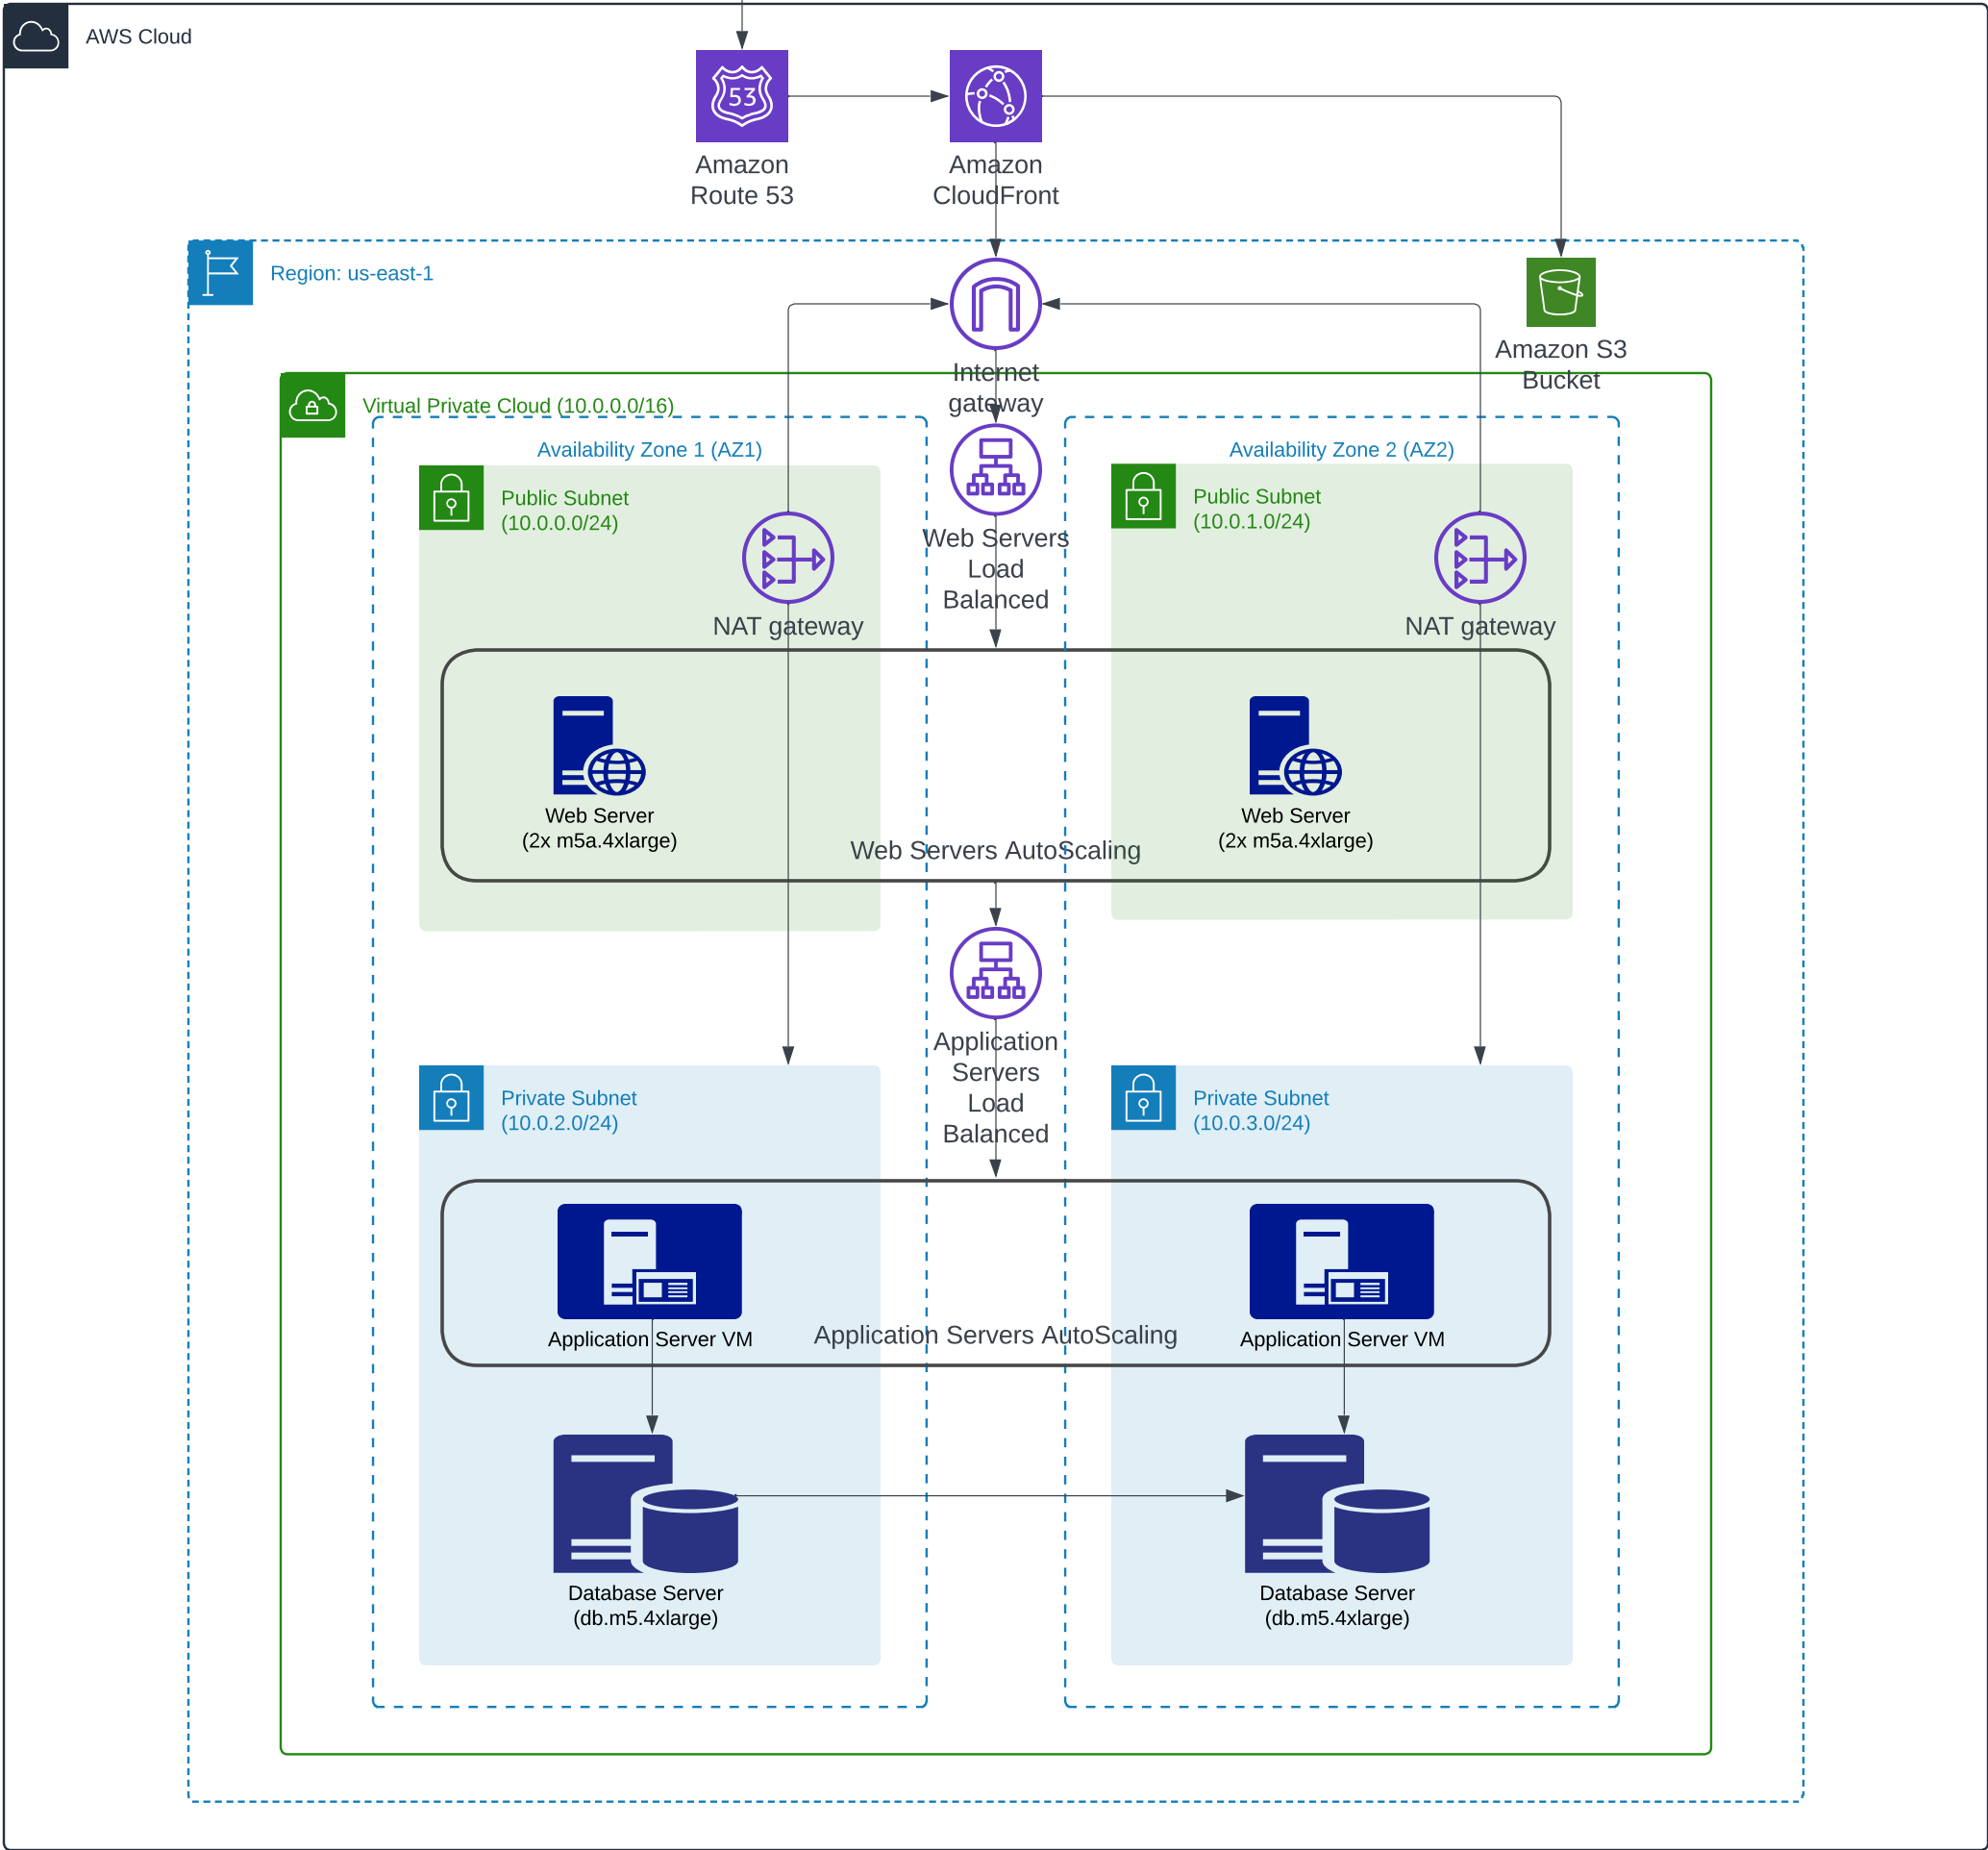 AWS Cloud
53
Amazon
Route 53
Amazon
CloudFront
Region: us-east-1
Amazon S3
Bucket
Internet
gateway
Virtual Private Cloud (10.0.0.0/16)
Availability Zone 1 (AZ1)
Availability Zone 2 (AZ2)
Public Subnet
(10.0.0.0/24)
Public Subnet
(10.0.1.0/24)
Web Servers
Load
Balanced
NAT gateway
NAT gateway
Web Server
(2x m5a.4xlarge)
Web Server
(2x m5a.4xlarge)
Web Servers AutoScaling
Application
Servers
Load
Balanced
Private Subnet
(10.0.2.0/24)
Private Subnet
(10.0.3.0/24)
Application Server VM
Application Servers AutoScaling
Application Server VM
Database Server
(db.m5.4xlarge)
Database Server
(db.m5.4xlarge)